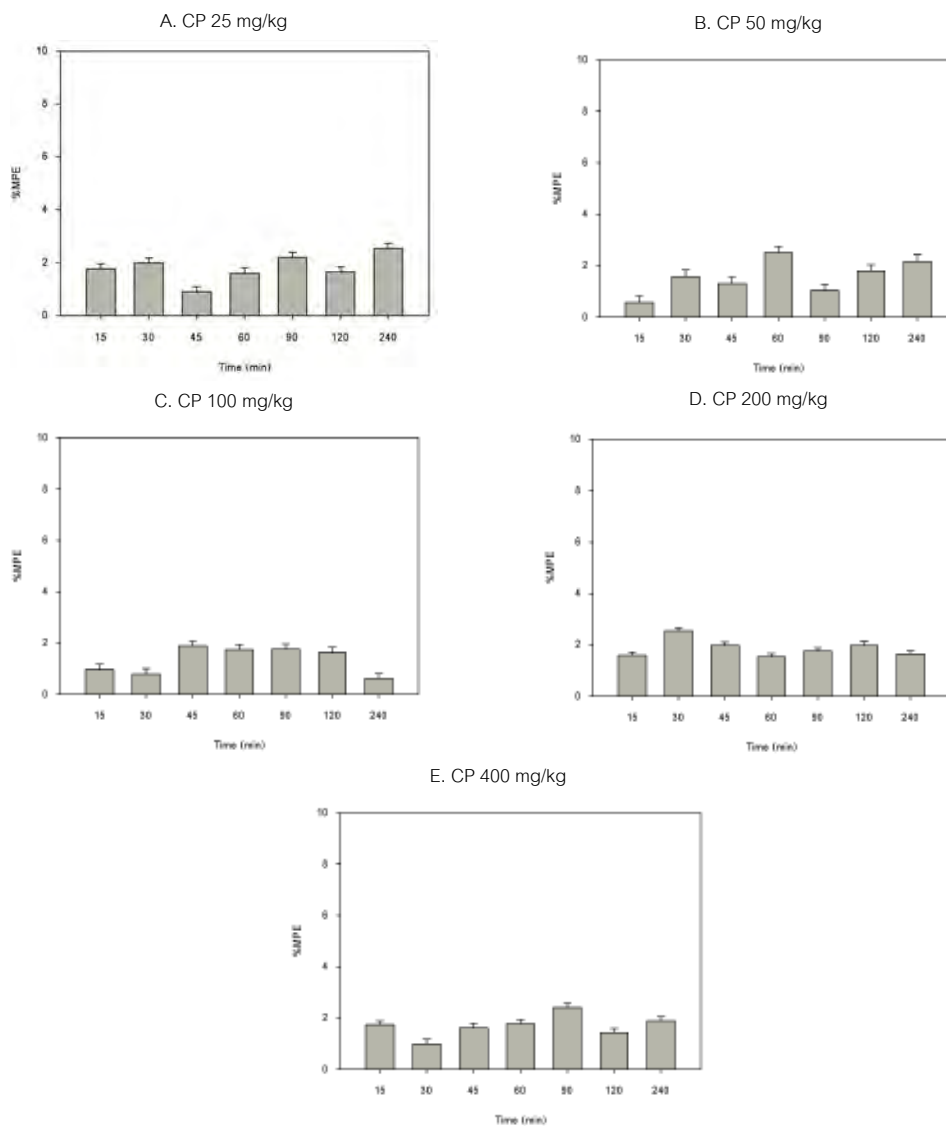 A. CP 25 mg/kg
10
8
6
4
2
0
%MPE
15 30 45 60 90 120 240
Time (min)
B. CP 50 mg/kg
10
8
6
4
2
0
%MPE
15 30 45 60 90 120 240
Time (min)
C. CP 100 mg/kg
10
8
6
4
2
0
%MPE
15 30 45 60 90 120 240
Time (min)
D. CP 200 mg/kg
10
8
6
4
2
0
%MPE
15 30 45 60 90 120 240
Time (min)
E. CP 400 mg/kg
10
8
6
4
2
0
%MPE
15 30 45 60 90 120 240
Time (min)